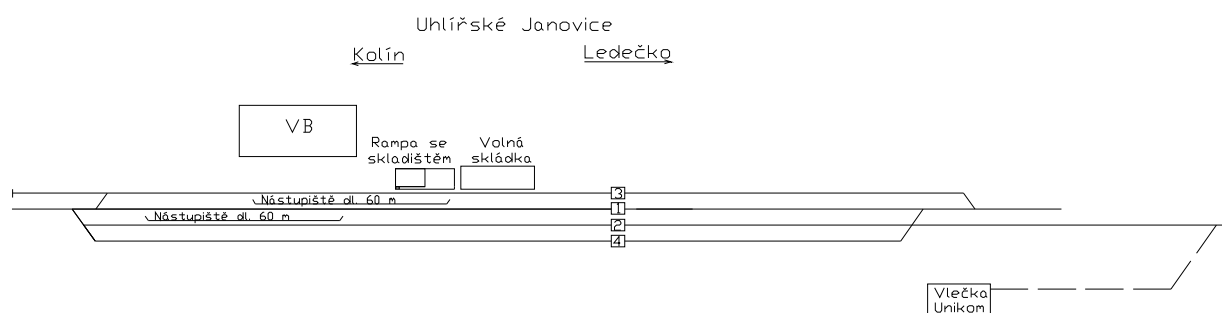 Uhlířské Janovice
Kolín
Ledečko
VB
Rampa se
skladištěm
Volná
skládka
3
Nástupiště dl. 60 m
1
Nástupiště dl. 60 m
2
4
Vlečka
Unikom